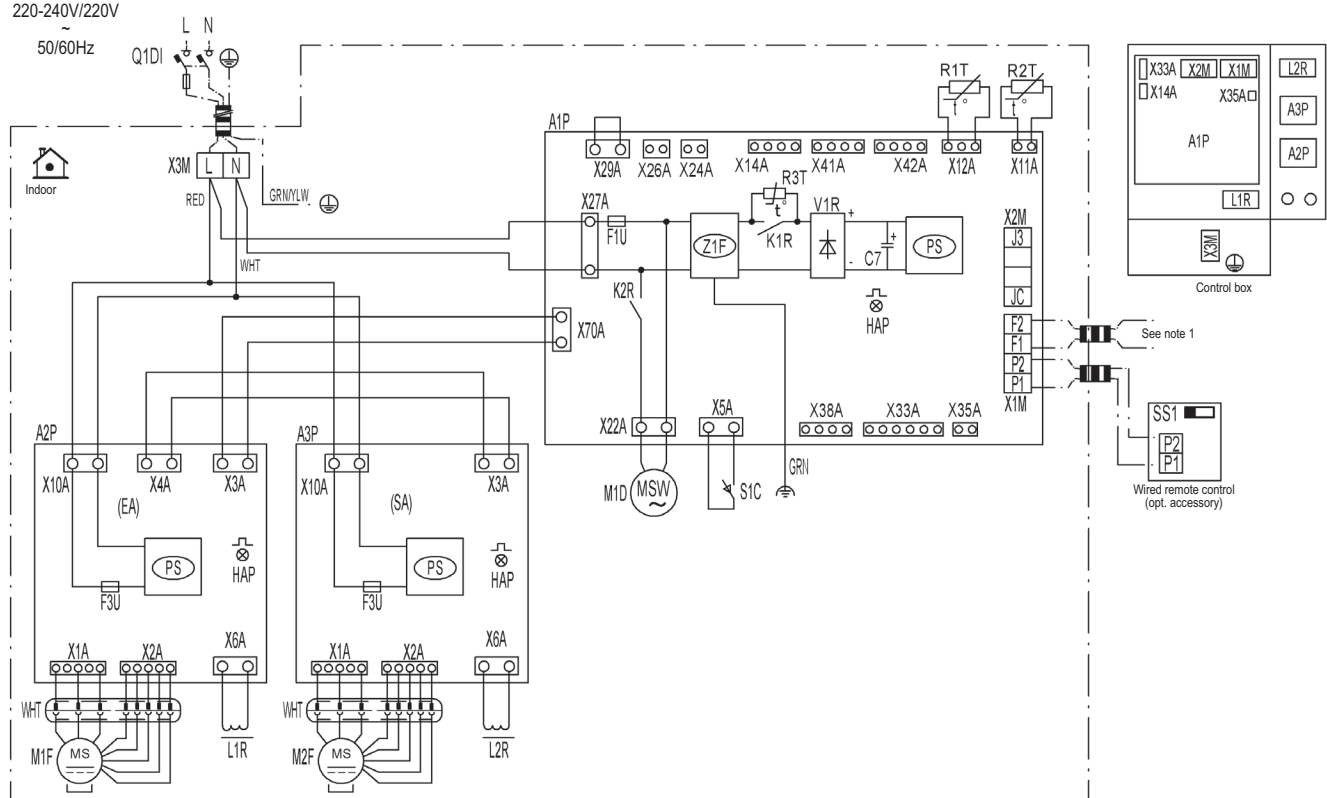 220-240V/220V
~
50/60Hz
L N
Q1DI
Indoor
X3M L N
RED
GRN/YLW
WHT
A1P
X29A X26A X24A X14A X41A X42A X12A X11A
R1T
t°
R2T
t°
X27A
F1U
Z1F
R3T
t°
K1R
V1R
+
-
C7
+
PS
K2R
HAP
X70A
X2M
J3
JC
F2
F1
P2
P1
X1M
See note 1
SS1
P2
P1
Wired remote control
(opt. accessory)
X22A
X5A
X38A X33A X35A
M1D MSW
~
S1C
GRN
A2P
X10A X4A X3A
(EA)
PS
HAP
F3U
X1A X2A X6A
WHT
M1F MS
L1R
A3P
X10A X3A
(SA)
PS
HAP
F3U
X1A X2A X6A
WHT
M2F MS
L2R
X33A X2M X1M
X14A X35A
A1P
L2R
A3P
A2P
L1R
X3M
Control box